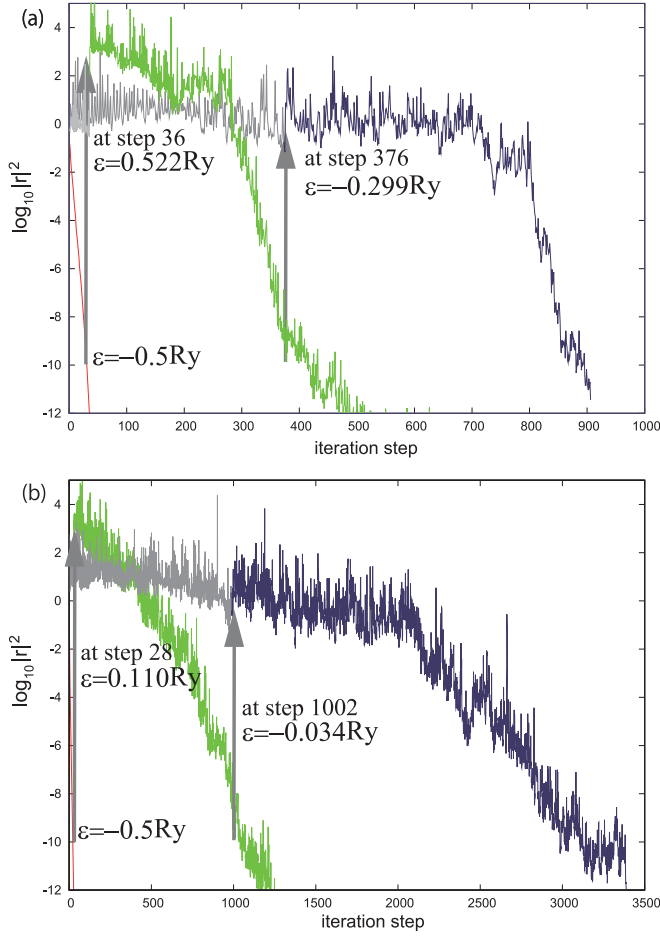 (a)
4
2
0
-2
-4
-6
-8
-10
-12
log10 |r|2
at step 36
ε=0.522Ry
at step 376
ε=−0.299Ry
ε=−0.5Ry
0 100 200 300 400 500 600 700 800 900 1000
iteration step
(b)
4
2
0
-2
-4
-6
-8
-10
-12
log10 |r|2
at step 28
ε=0.110Ry
at step 1002
ε=−0.034Ry
ε=−0.5Ry
0 500 1000 1500 2000 2500 3000 3500
iteration step